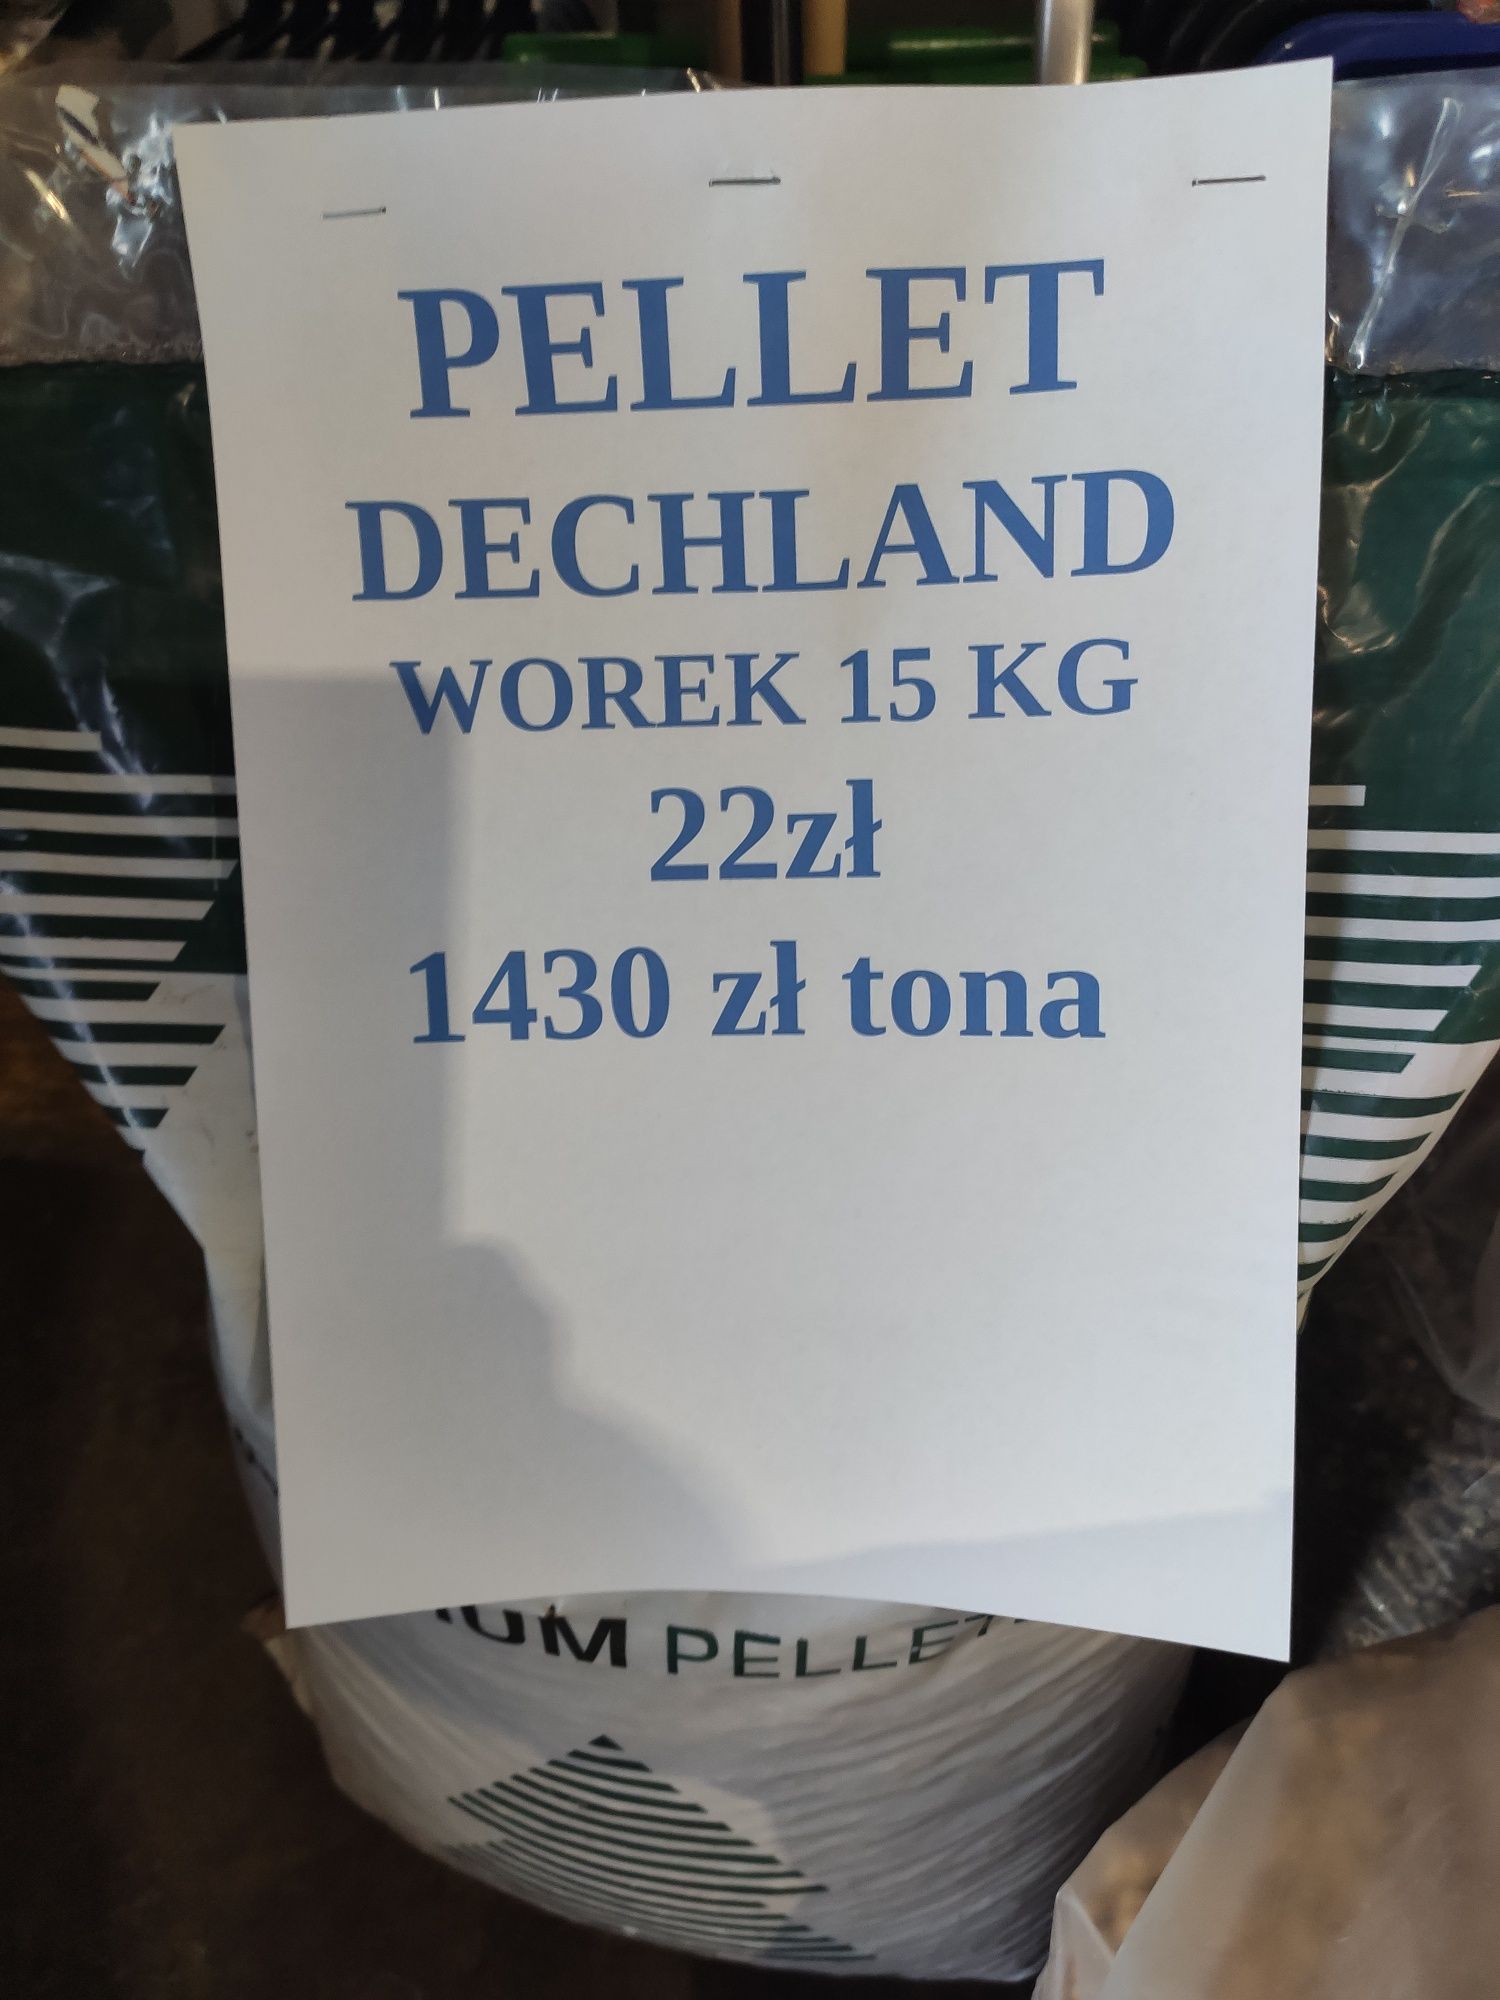 PELLET
DECHLAND
WOREK 15 KG
22zł
1430 zł tona
PELLET